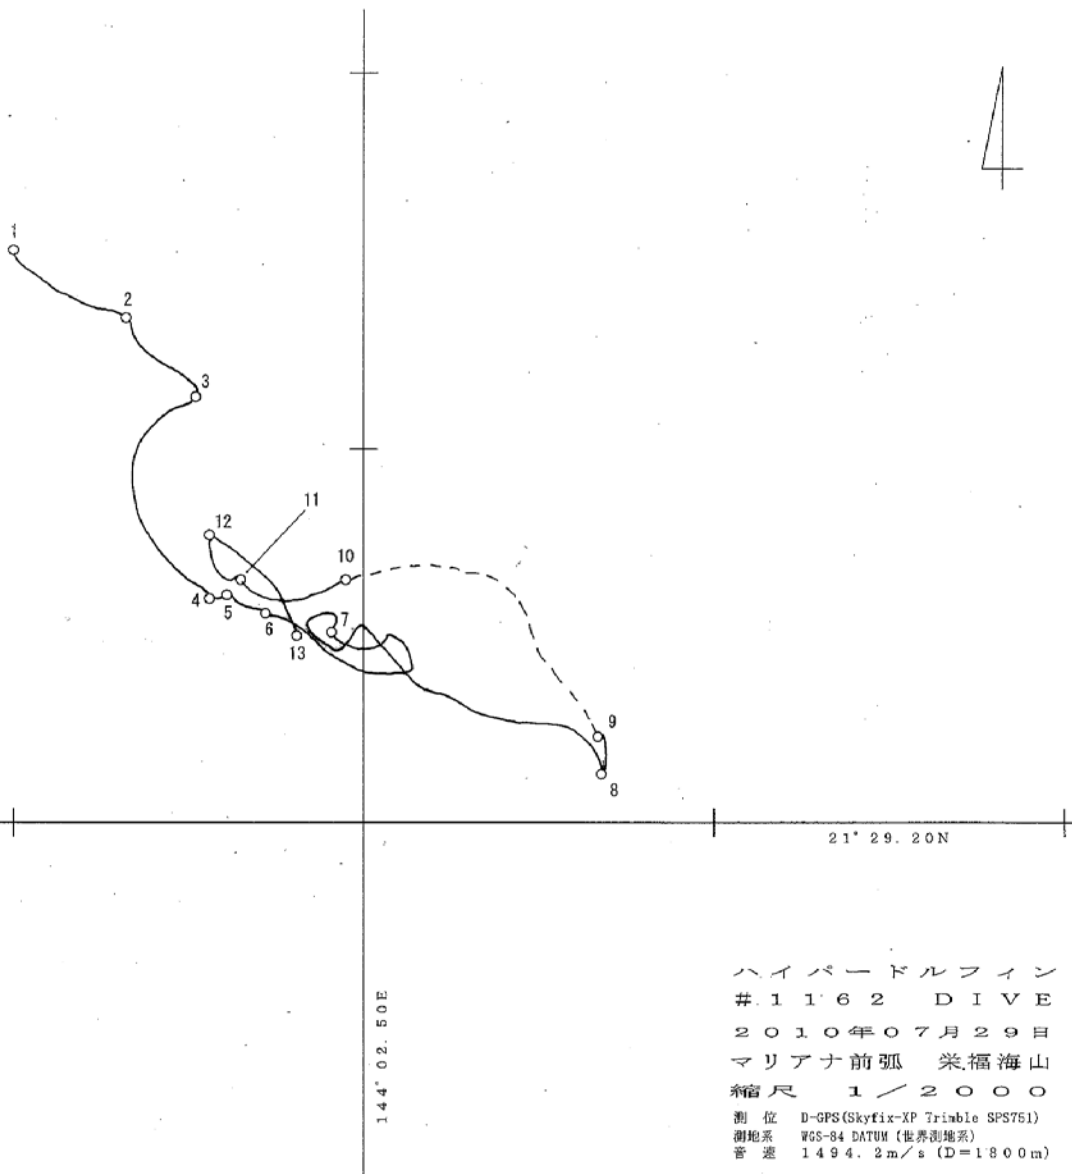 1
2
3
11
12
10
4
5
6
7
13
9
8
21° 29. 20N
144° 02. 50E
ハイパードルフィン
#1162 DIVE
2010年07月29日
マリアナ前弧 栄福海山
縮尺 1/2000
測位 D-GPS(Skyfix-XP Trimble SPS751)
測地系 WGS-84 DATUM (世界測地系)
音速 1494. 2m/s (D=1800m)